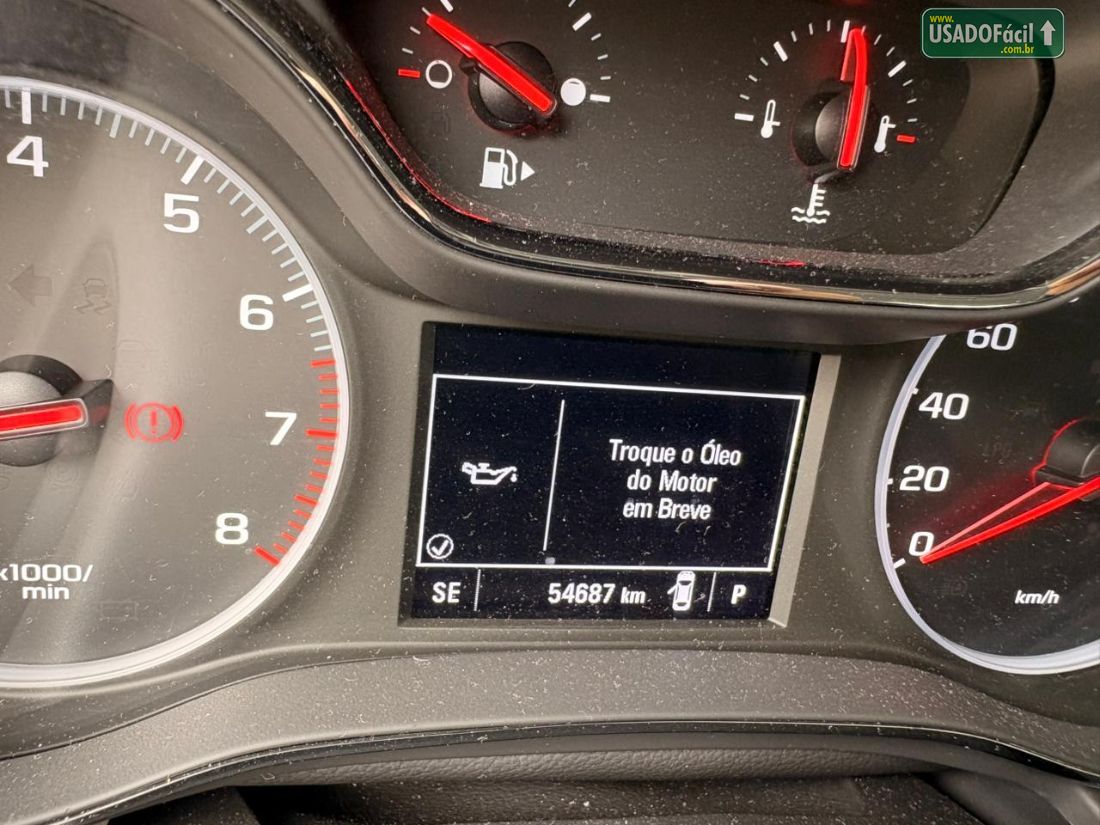 www.
USADOFácil
.com.br
4
5
6
7
8
x1000/
min
Troque o Óleo
do Motor
em Breve
SE 54687 km P
60
40
20
0
km/h